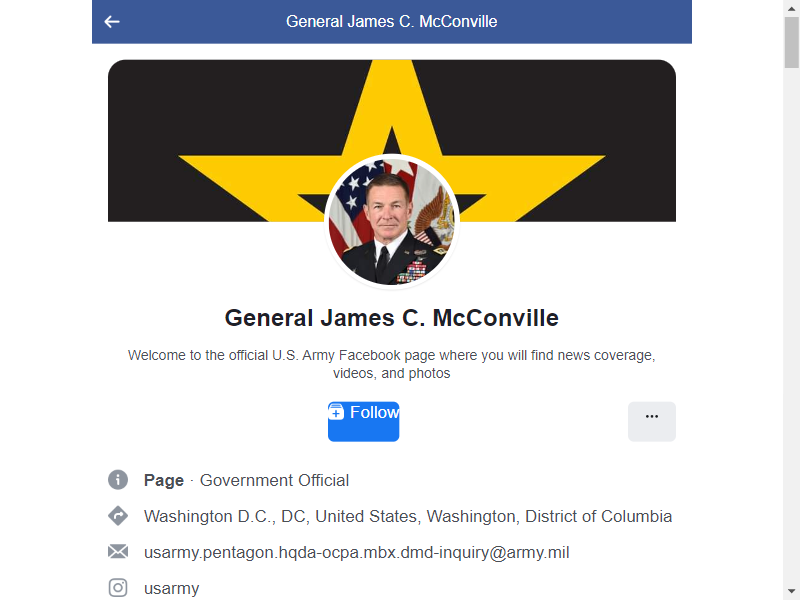 General James C. McConville
General James C. McConville
Welcome to the official U.S. Army Facebook page where you will find news coverage,
videos, and photos
Follow
...
Page · Government Official
Washington D.C., DC, United States, Washington, District of Columbia
usarmy.pentagon.hqda-ocpa.mbx.dmd-inquiry@army.mil
usarmy